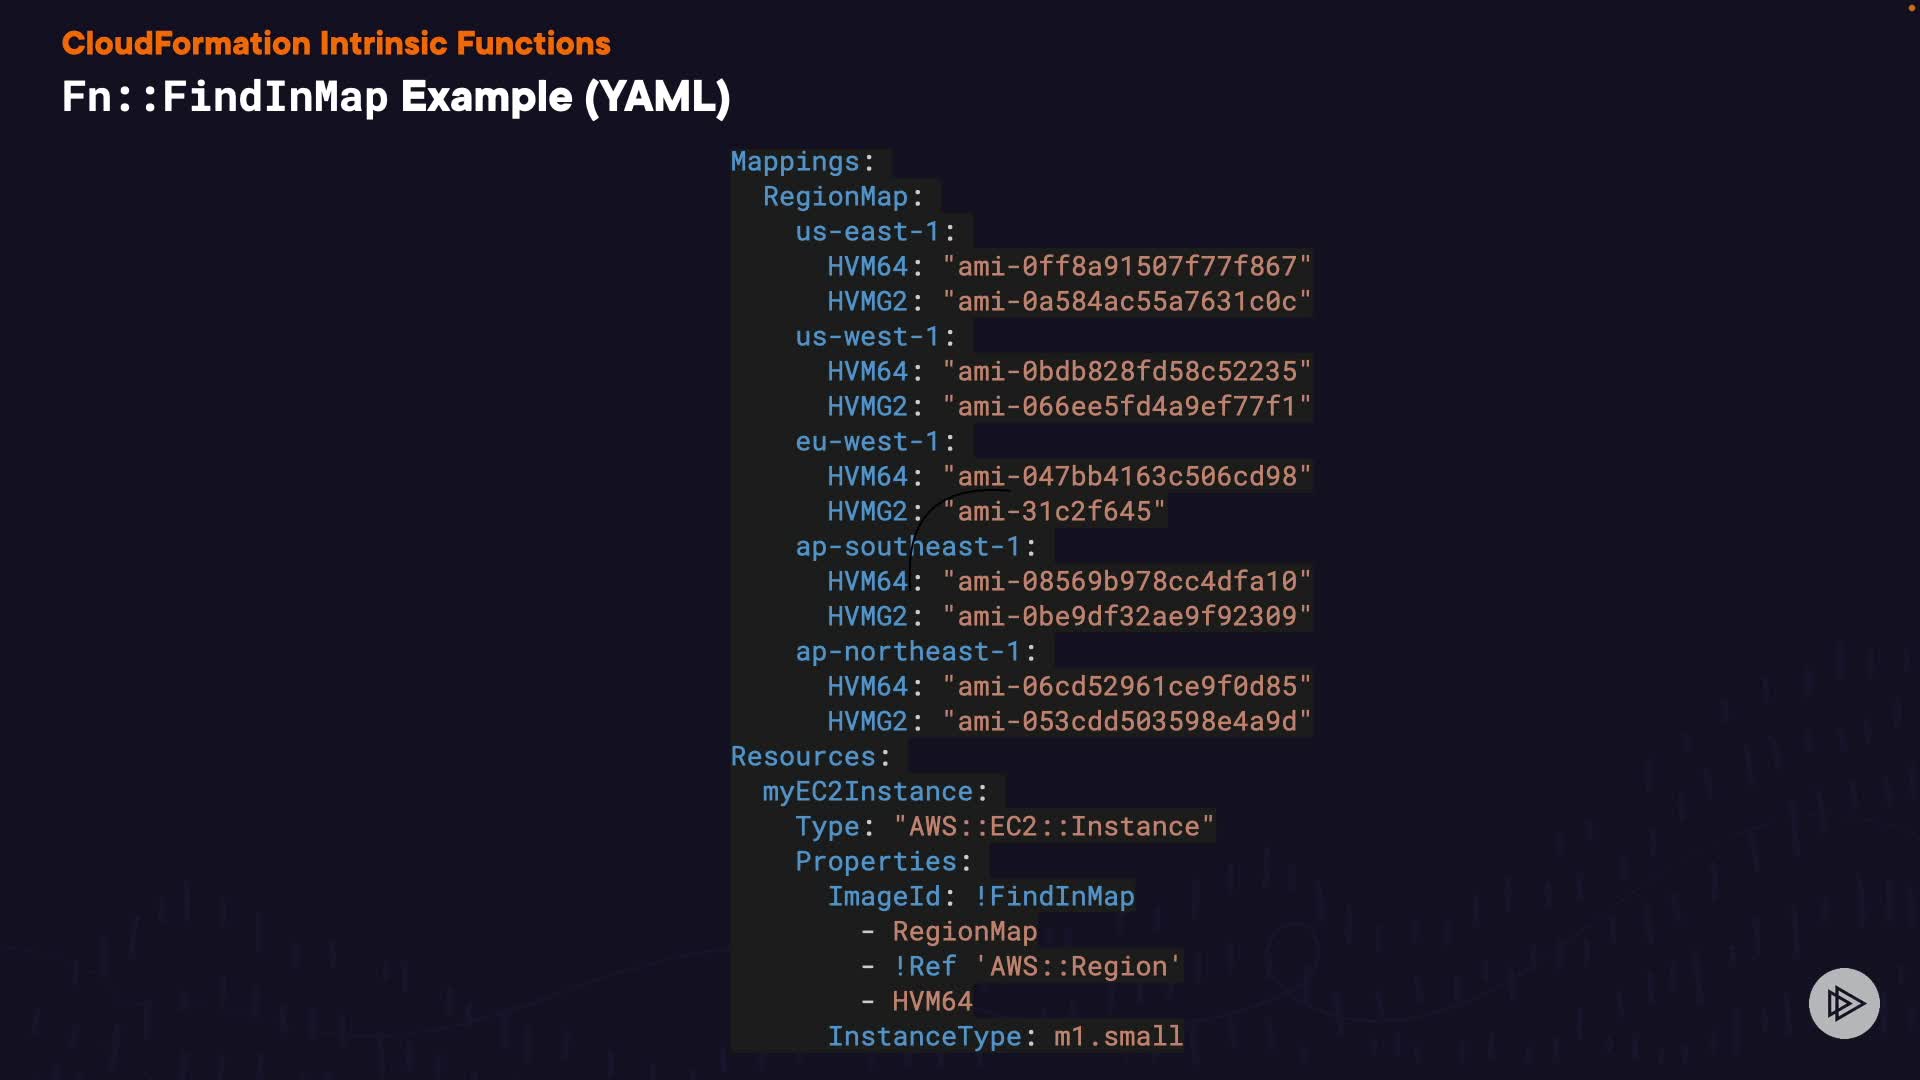 CloudFormation Intrinsic Functions
Fn::FindInMap Example (YAML)
Mappings:
  RegionMap:
    us-east-1:
      HVM64: "ami-0ff8a91507f77f867"
      HVMG2: "ami-0a584ac55a7631c0c"
    us-west-1:
      HVM64: "ami-0bdb828fd58c52235"
      HVMG2: "ami-066ee5fd4a9ef77f1"
    eu-west-1:
      HVM64: "ami-047bb4163c506cd98"
      HVMG2: "ami-31c2f645"
    ap-southeast-1:
      HVM64: "ami-08569b978cc4dfa10"
      HVMG2: "ami-0be9df32ae9f92309"
    ap-northeast-1:
      HVM64: "ami-06cd52961ce9f0d85"
      HVMG2: "ami-053cdd503598e4a9d"
Resources:
  myEC2Instance:
    Type: "AWS::EC2::Instance"
    Properties:
      ImageId: !FindInMap
        - RegionMap
        - !Ref 'AWS::Region'
        - HVM64
      InstanceType: m1.small